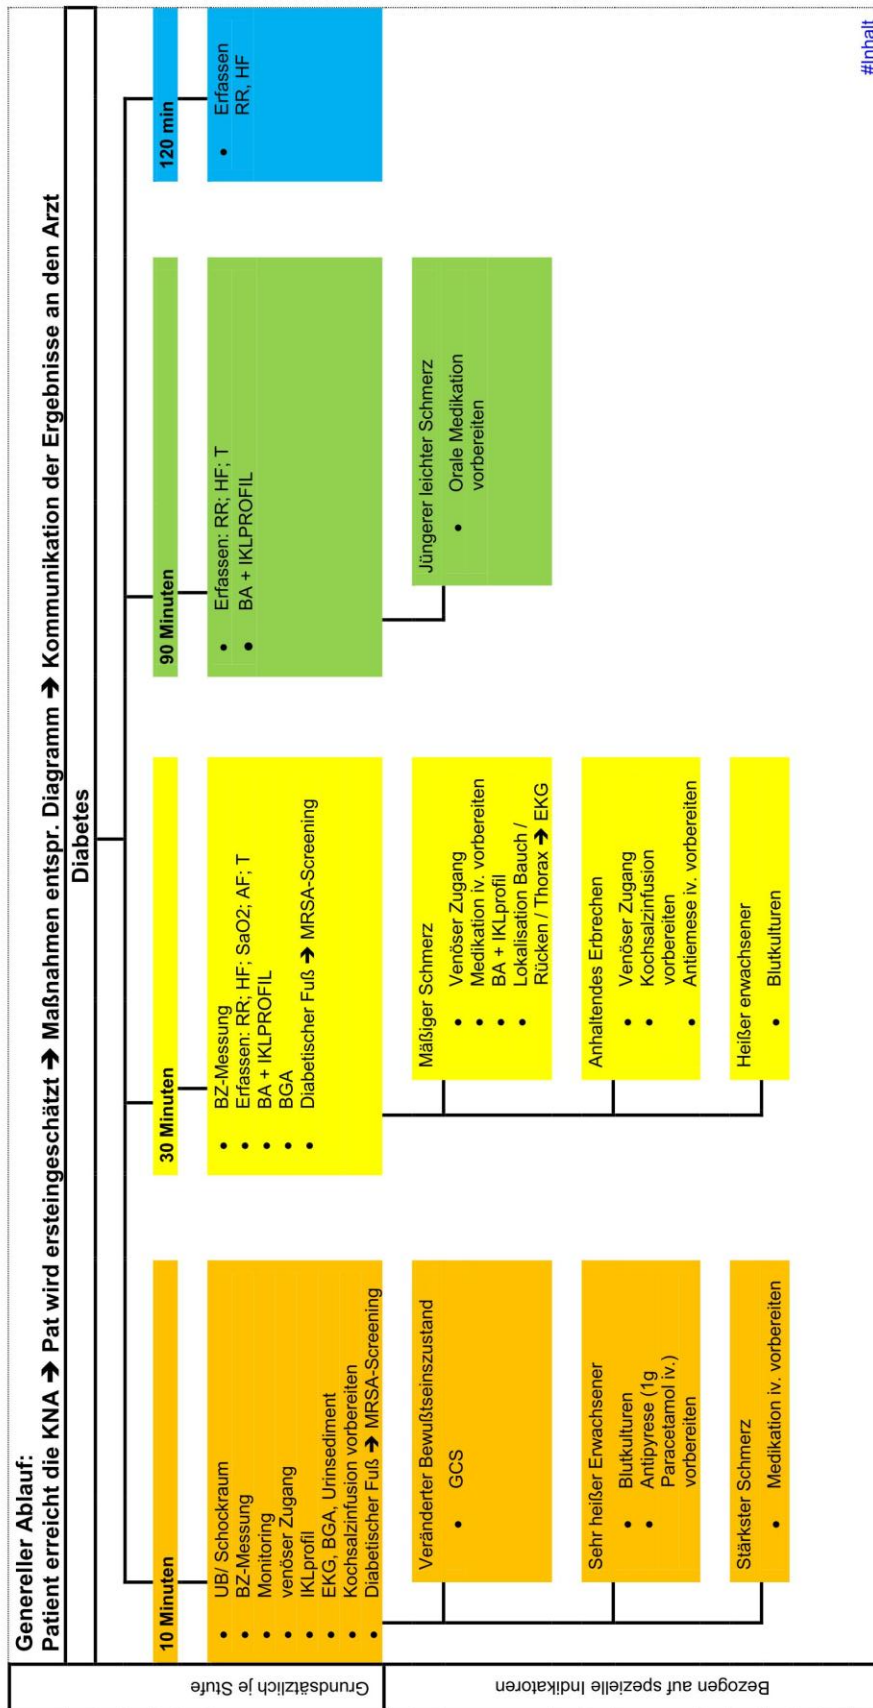 Genereller Ablauf:
Patient erreicht die KNA ➔ Pat wird ersteingeschätzt ➔ Maßnahmen entspr. Diagramm ➔ Kommunikation der Ergebnisse an den Arzt
Diabetes
Grundsätzlich je Stufe
10 Minuten
• UB/ Schockraum
• BZ-Messung
• Monitoring
• venöser Zugang
• IKLprofil
• EKG, BGA, Urinsediment
• Kochsalzinfusion vorbereiten
• Diabetischer Fuß ➔ MRSA-Screening
30 Minuten
• BZ-Messung
• Erfassen: RR; HF; SaO2; AF; T
• BA + IKLPROFIL
• BGA
• Diabetischer Fuß ➔ MRSA-Screening
90 Minuten
• Erfassen: RR; HF; T
• BA + IKLPROFIL
120 min
• Erfassen
RR, HF
Bezogen auf spezielle Indikatoren
Veränderter Bewußtseinszustand
• GCS
Sehr heißer Erwachsener
• Blutkulturen
• Antipyrese (1g
Paracetamol iv.)
vorbereiten
Stärkster Schmerz
• Medikation iv. vorbereiten
Mäßiger Schmerz
• Venöser Zugang
• Medikation iv. vorbereiten
• BA + IKLprofil
• Lokalisation Bauch /
Rücken / Thorax ➔ EKG
Anhaltendes Erbrechen
• Venöser Zugang
• Kochsalzinfusion
vorbereiten
• Antiemese iv. vorbereiten
Heißer erwachsener
• Blutkulturen
Jüngerer leichter Schmerz
• Orale Medikation
vorbereiten
#Inhalt